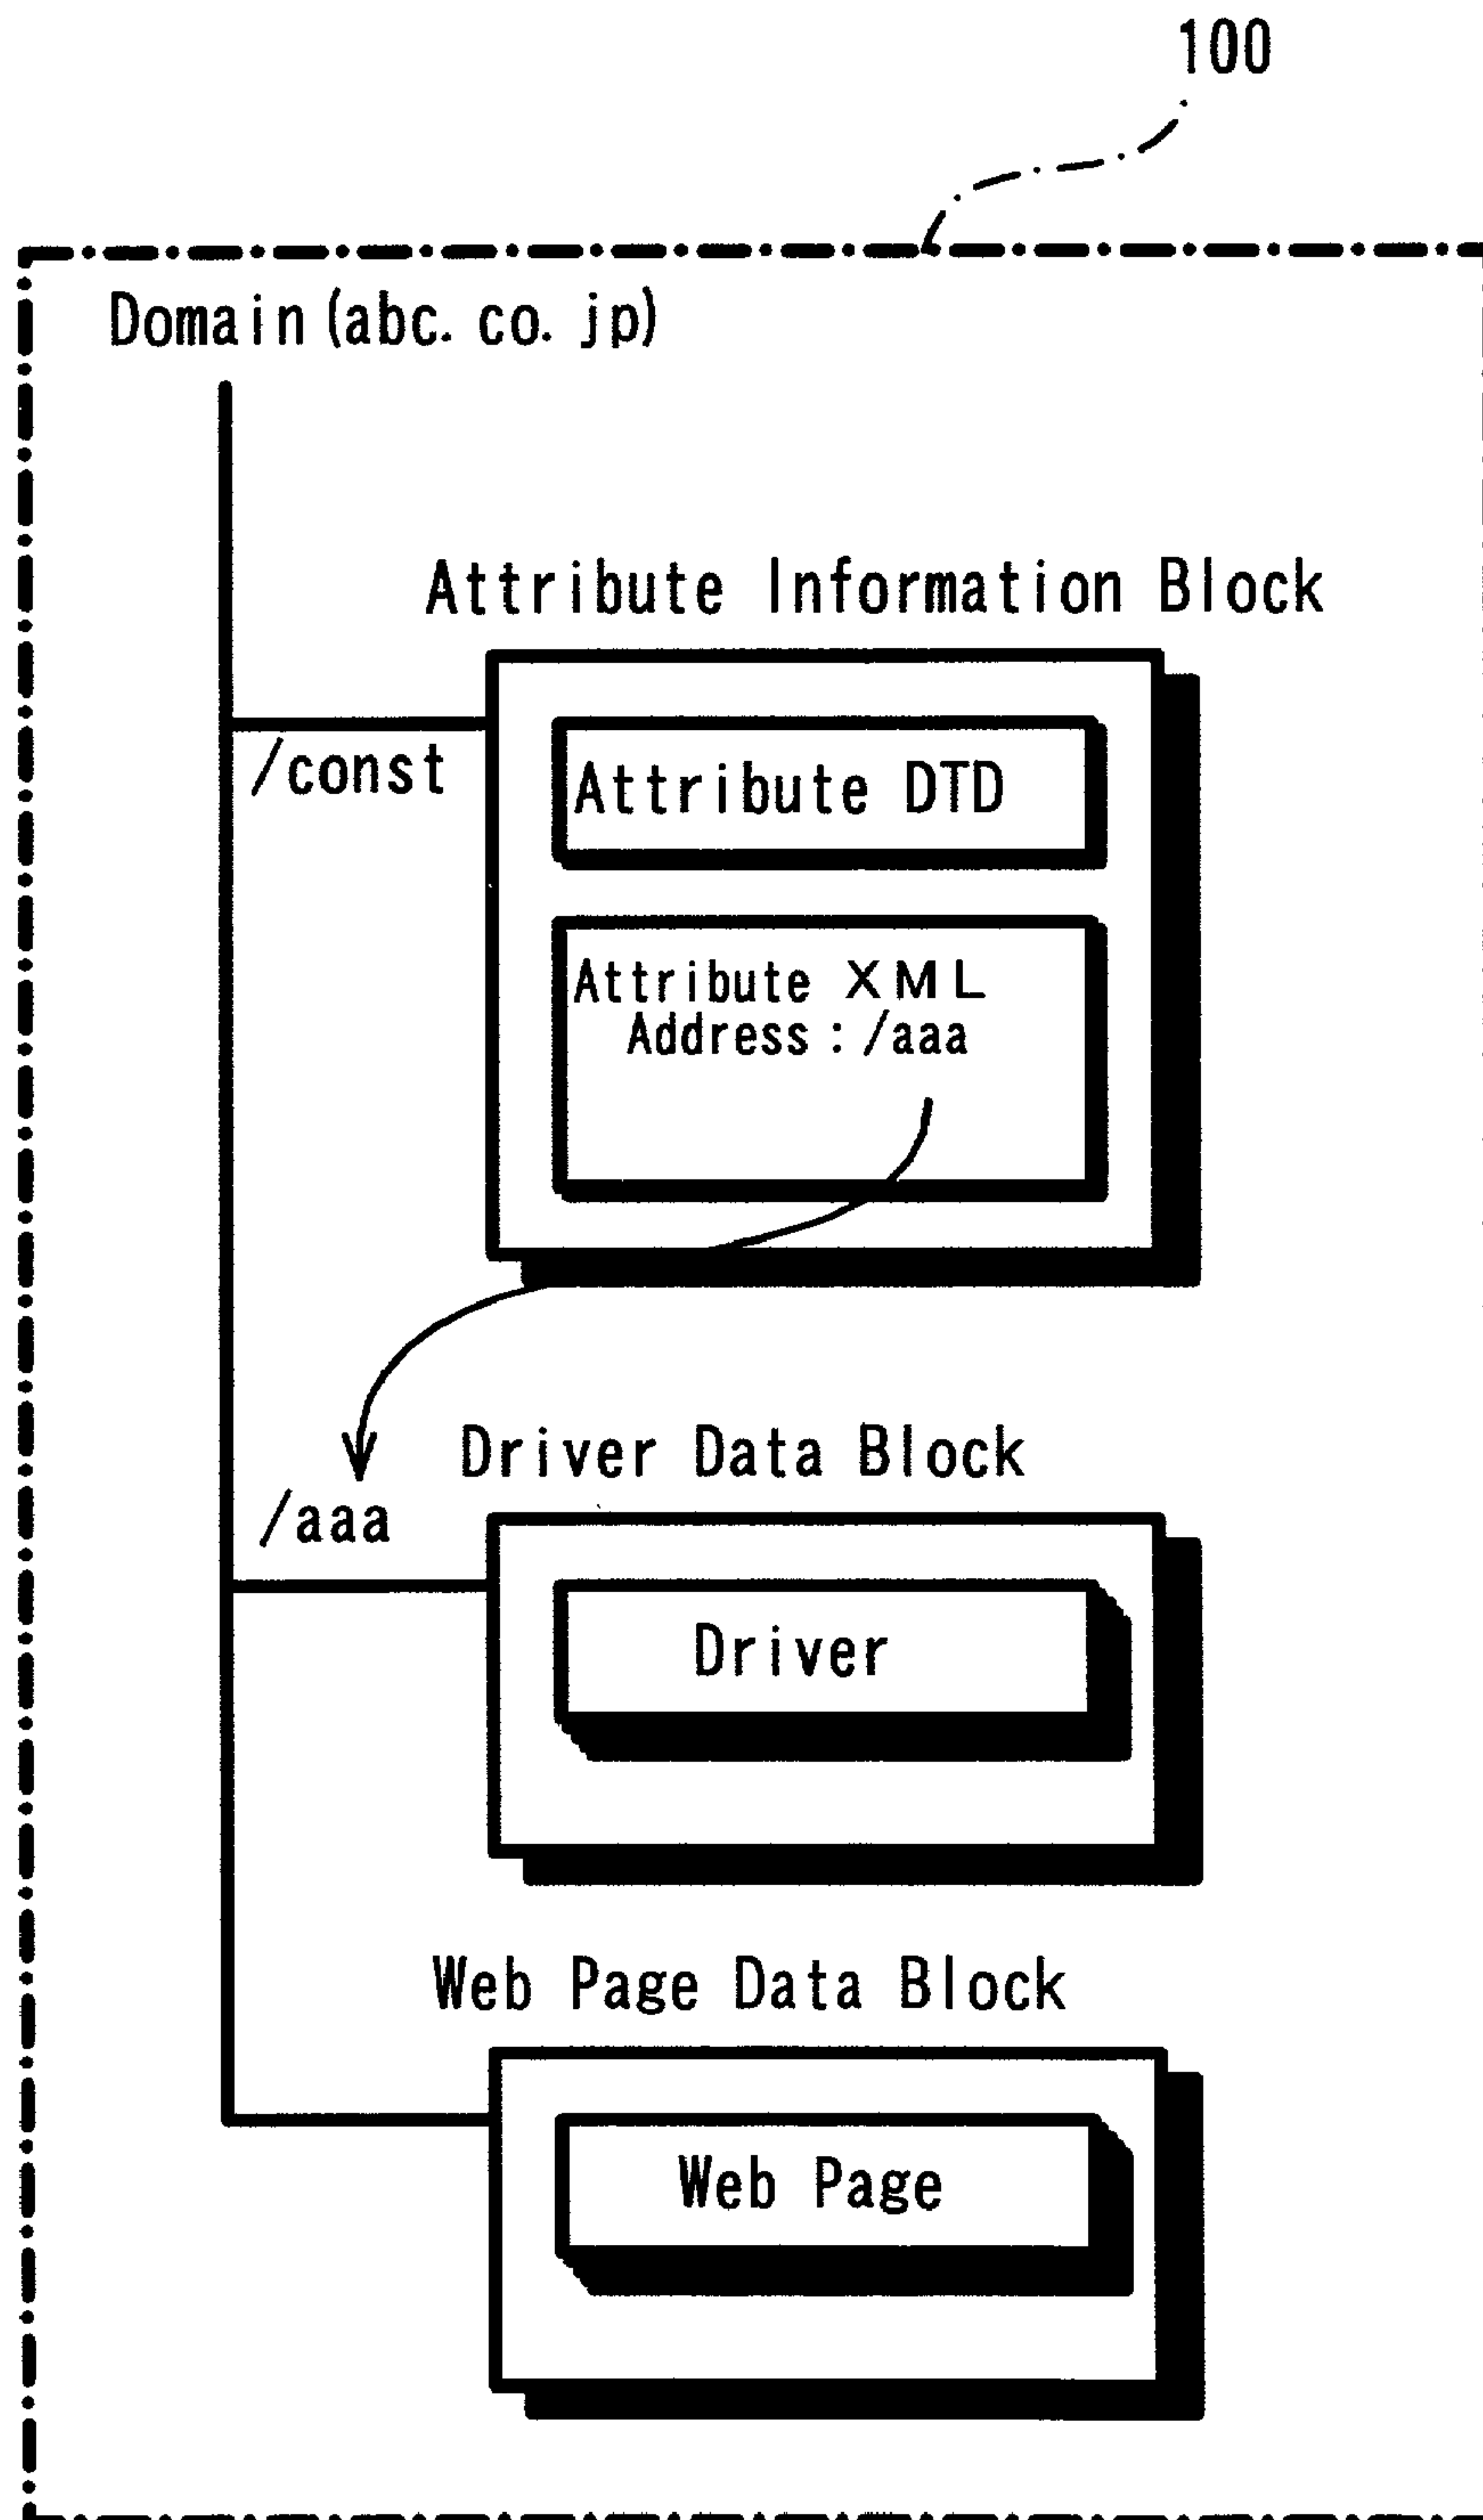 100
Domain(abc.co.jp)
Attribute Information Block
/const
Attribute DTD
Attribute XML
Address:/aaa
Driver Data Block
/aaa
Driver
Web Page Data Block
Web Page